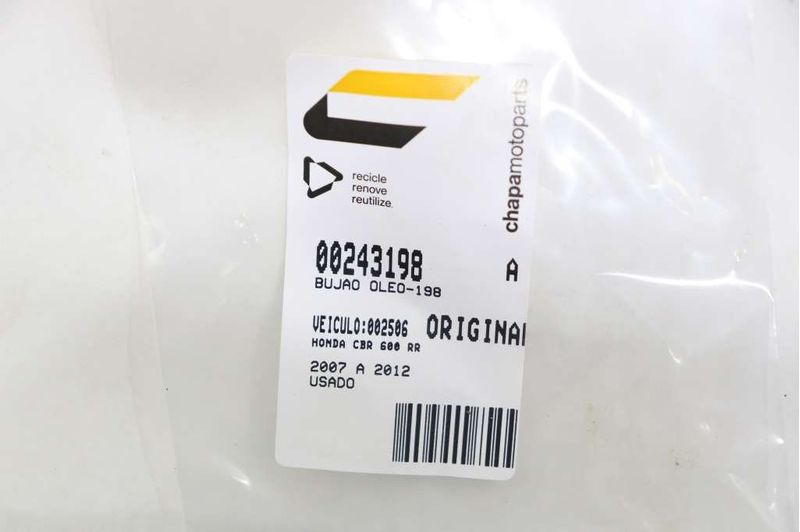 chapamotoparts
recicle
renove
reutilize.
00243198 A
BUJAO OLEO-198
VEICULO:002506 ORIGINAL
HONDA CBR 600 RR
2007 A 2012
USADO